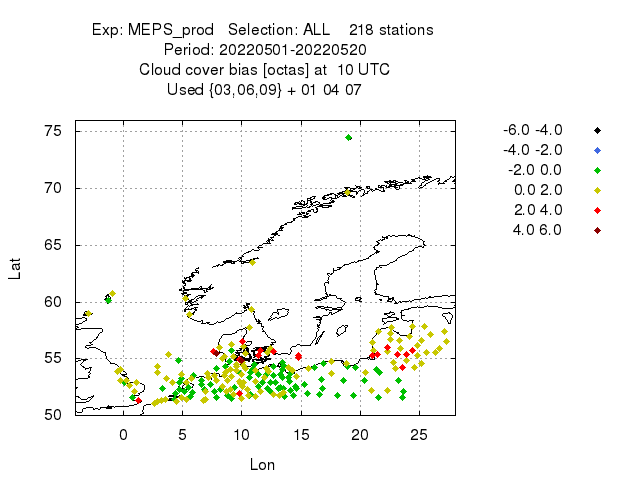 Exp: MEPS_prod   Selection: ALL    218 stations
Period: 20220501-20220520
Cloud cover bias [octas] at  10 UTC
Used {03,06,09} + 01 04 07
-6.0 -4.0
-4.0 -2.0
-2.0 0.0
0.0 2.0
2.0 4.0
4.0 6.0
75
70
65
60
55
50
Lat
0 5 10 15 20 25
Lon